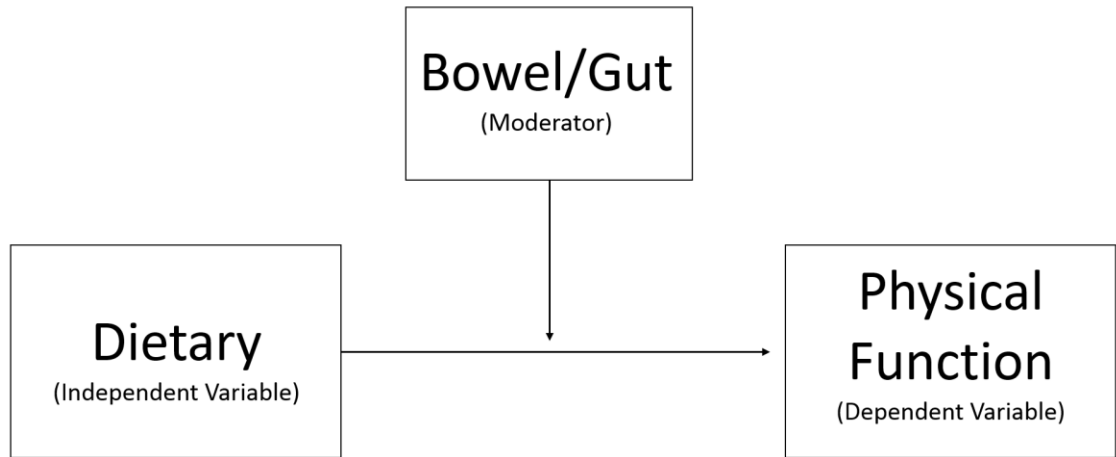 Bowel/Gut
(Moderator)
Dietary
(Independent Variable)
Physical
Function
(Dependent Variable)